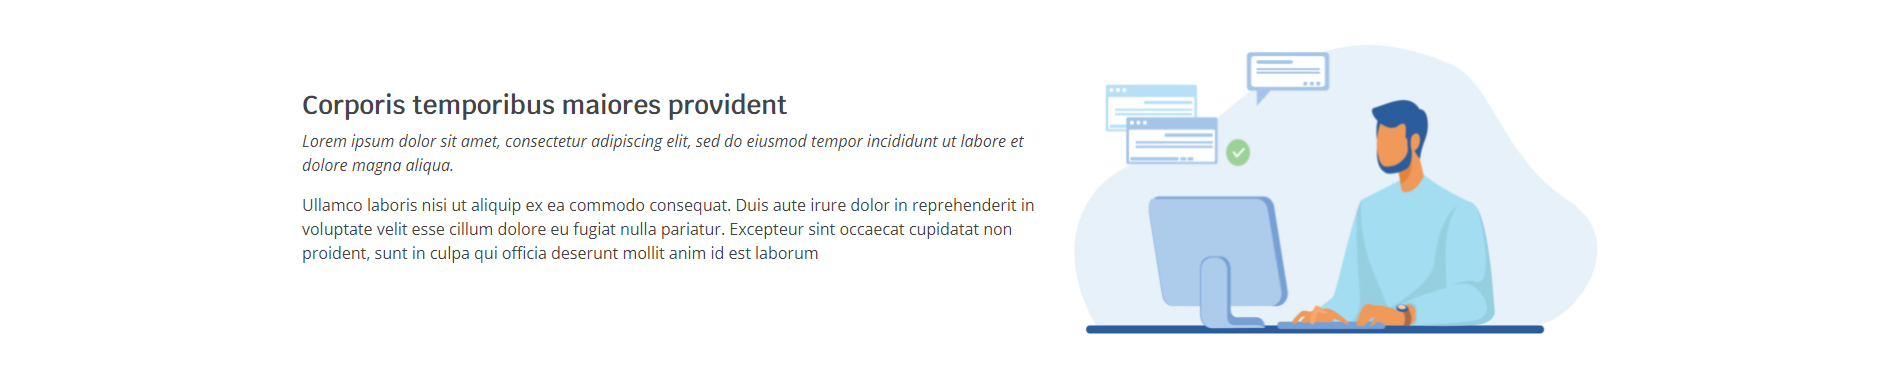 Corporis temporibus maiores provident
Lorem ipsum dolor sit amet, consectetur adipiscing elit, sed do eiusmod tempor incididunt ut labore et
dolore magna aliqua.
Ullamco laboris nisi ut aliquip ex ea commodo consequat. Duis aute irure dolor in reprehenderit in
voluptate velit esse cillum dolore eu fugiat nulla pariatur. Excepteur sint occaecat cupidatat non
proident, sunt in culpa qui officia deserunt mollit anim id est laborum